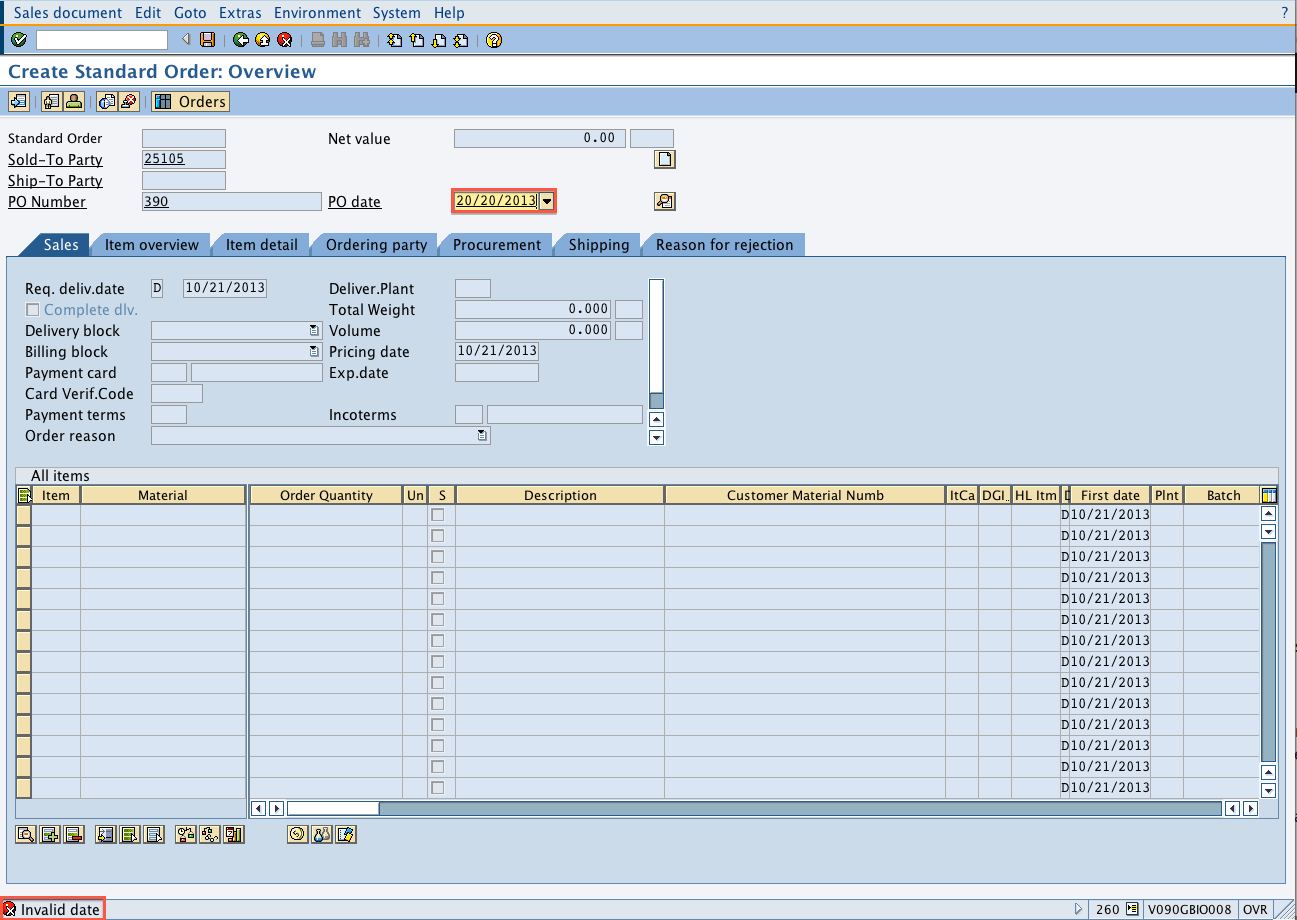 Sales document Edit Goto Extras Environment System Help ?
Create Standard Order: Overview
Orders
Standard Order Net value 0.00
Sold-To Party 25105
Ship-To Party
PO Number 390 PO date 20/20/2013
Sales Item overview Item detail Ordering party Procurement Shipping Reason for rejection
Req. deliv.date D 10/21/2013 Deliver.Plant
Complete dlv. Total Weight 0.000
Delivery block Volume 0.000
Billing block Pricing date 10/21/2013
Payment card Exp.date
Card Verif.Code
Payment terms Incoterms
Order reason
All items
Item Material Order Quantity Un S Description Customer Material Numb ItCa DGI.. HL Itm D First date Plnt Batch
D 10/21/2013
D 10/21/2013
D 10/21/2013
D 10/21/2013
D 10/21/2013
D 10/21/2013
D 10/21/2013
D 10/21/2013
D 10/21/2013
D 10/21/2013
D 10/21/2013
D 10/21/2013
D 10/21/2013
D 10/21/2013
Invalid date 260 V090GBIO008 OVR